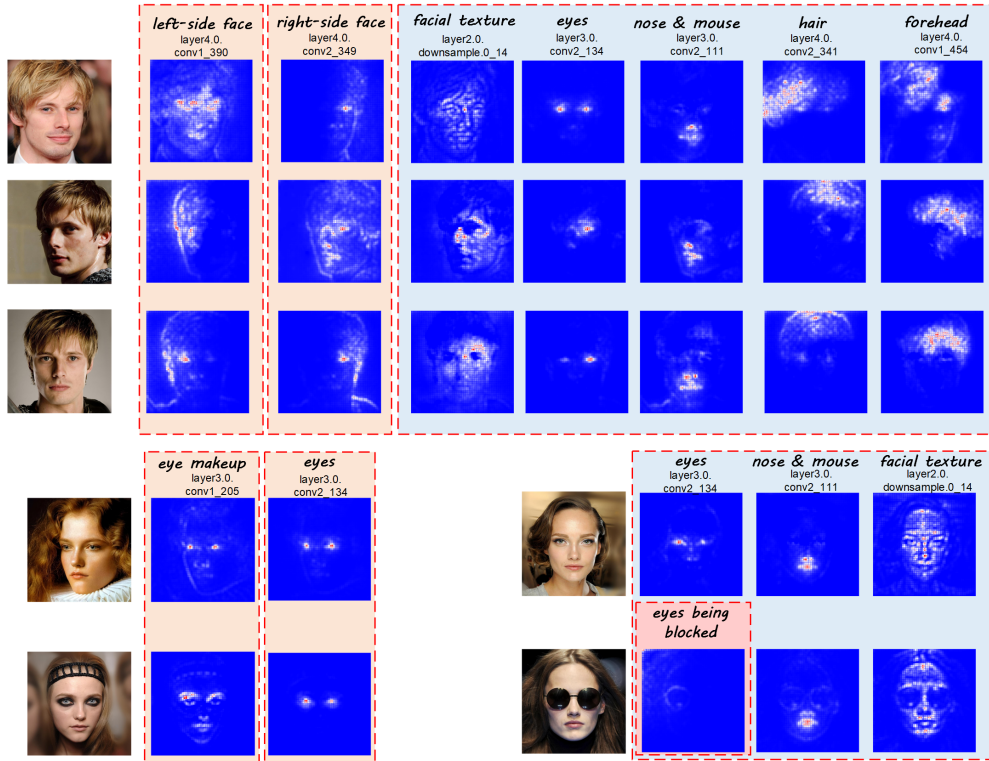 left-side face
layer4.0.
conv1_390
right-side face
layer4.0.
conv2_349
facial texture
layer2.0.
downsample.0_14
eyes
layer3.0.
conv2_134
nose & mouse
layer3.0.
conv2_111
hair
layer4.0.
conv2_341
forehead
layer4.0.
conv1_454
eye makeup
layer3.0.
conv1_205
eyes
layer3.0.
conv2_134
eyes
layer3.0.
conv2_134
nose & mouse
layer3.0.
conv2_111
facial texture
layer2.0.
downsample.0_14
eyes being
blocked